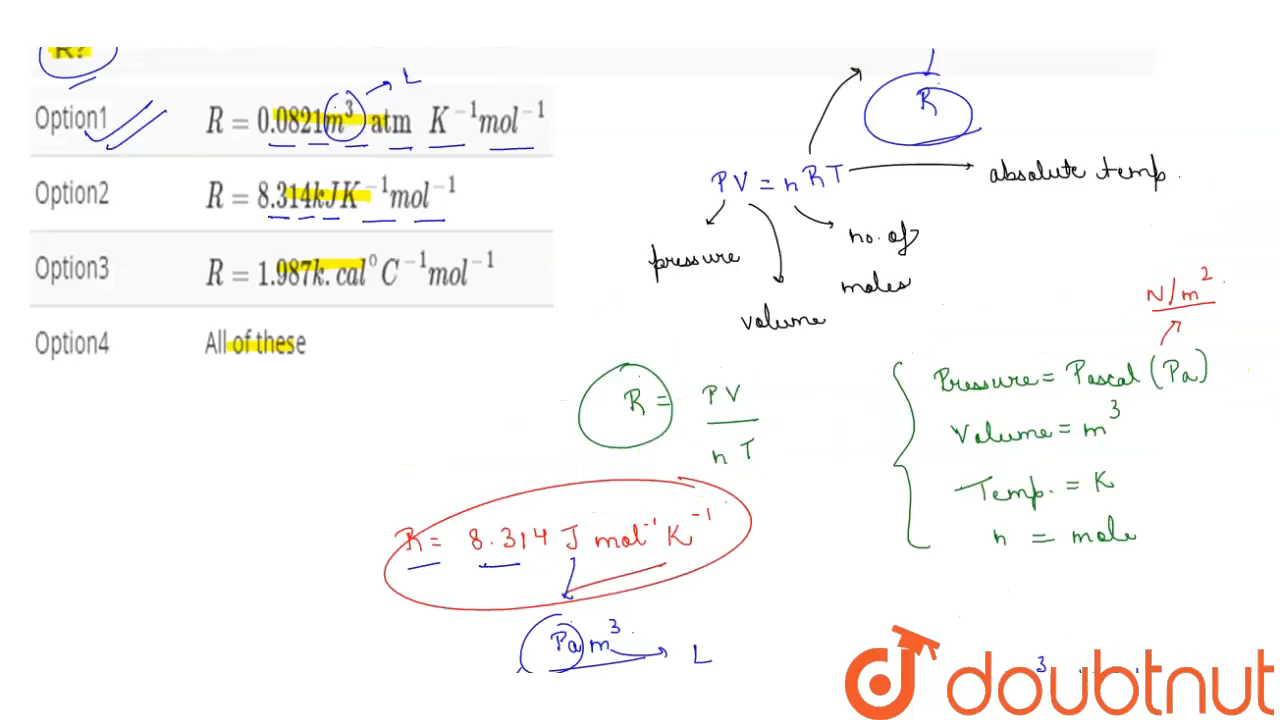 R?
Option1 R = 0.0821m³ atm K⁻¹mol⁻¹
L
Option2 R = 8.314kJK⁻¹mol⁻¹
Option3 R = 1.987k.cal°C⁻¹mol⁻¹
Option4 All of these
R
PV = nRT
absolute temp.
pressure
volume
no. of
moles
R = PV
nT
N/m²
Pressure = Pascal (Pa)
Volume = m³
Temp. = K
n = mole
R = 8.314 J mol⁻¹ K⁻¹
Pa m³
L
3
doubtnut